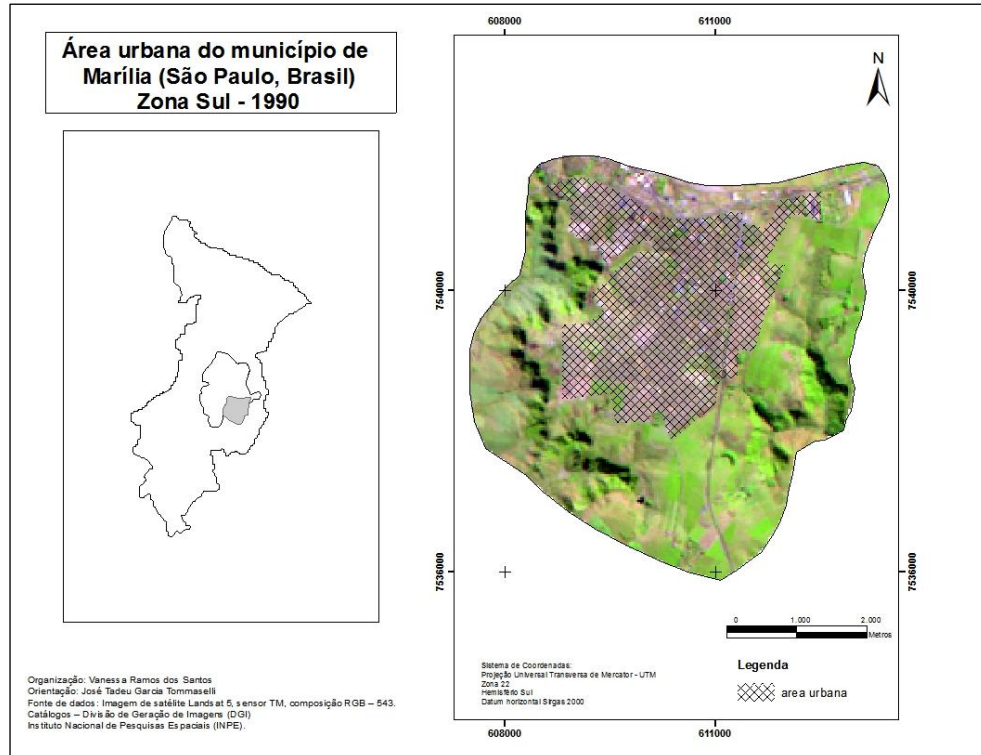 Área urbana do município de
Marília (São Paulo, Brasil)
Zona Sul - 1990
608000
611000
N
7540000
7540000
7536000
7536000
0 1.000 2.000
Metros
Sistema de Coordenadas:
Projeção Universal Transversa de Mercator - UTM
Zona 22
Hemisfério Sul
Datum horizontal Sirgas 2000
Legenda
area urbana
608000
611000
Organização: Vanessa Ramos dos Santos
Orientação: José Tadeu Garcia Tommaselli
Fonte de dados: Imagem de satélite Landsat 5, sensor TM, composição RGB – 543.
Catálogos – Divisão de Geração de Imagens (DGI)
Instituto Nacional de Pesquisas Espaciais (INPE).